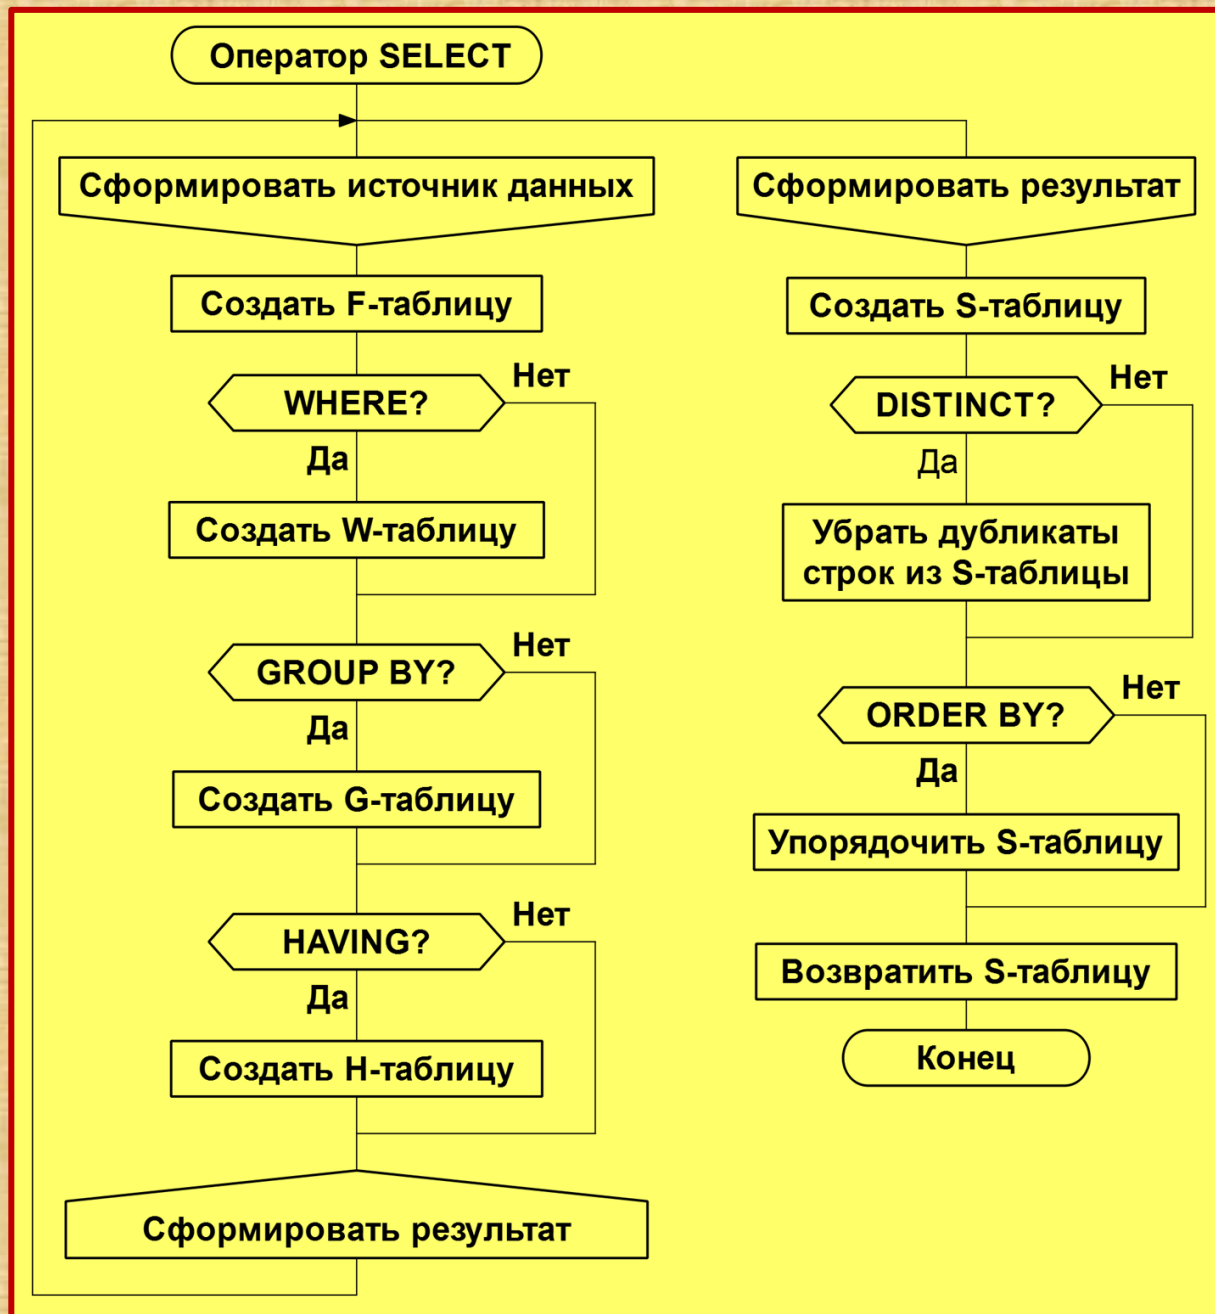 Оператор SELECT
Сформировать источник данных
Создать F-таблицу
WHERE?
Нет
Да
Создать W-таблицу
GROUP BY?
Нет
Да
Создать G-таблицу
HAVING?
Нет
Да
Создать H-таблицу
Сформировать результат
Сформировать результат
Создать S-таблицу
DISTINCT?
Нет
Да
Убрать дубликаты
строк из S-таблицы
ORDER BY?
Нет
Да
Упорядочить S-таблицу
Возвратить S-таблицу
Конец